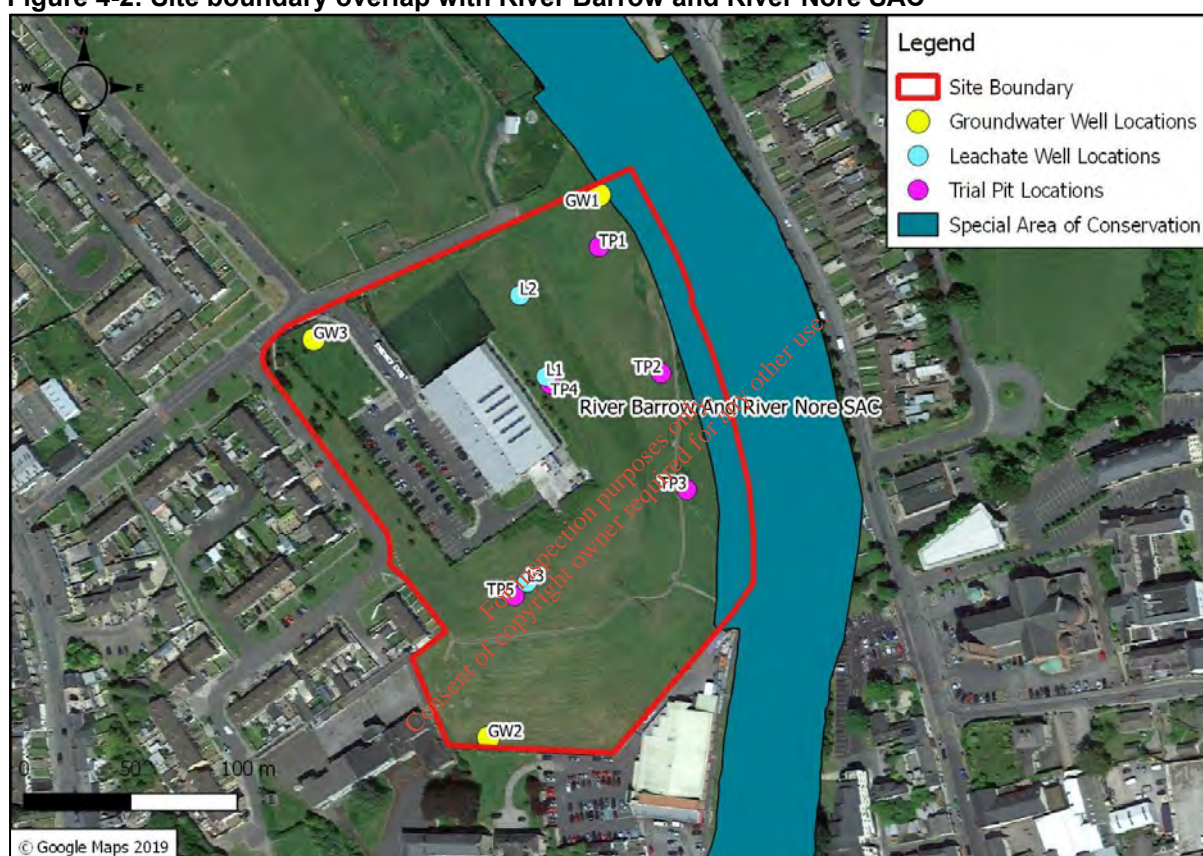 Figure 4-2: Site boundary overlap with River Barrow and River Nore SAC
N
W
E
S
Legend
Site Boundary
Groundwater Well Locations
Leachate Well Locations
Trial Pit Locations
Special Area of Conservation
GW1
TP1
L2
GW3
L1
TP4
TP2
River Barrow And River Nore SAC
TP3
TP5
L3
GW2
For inspection purposes only.
Consent of copyright owner required for any other use.
0 50 100 m
© Google Maps 2019